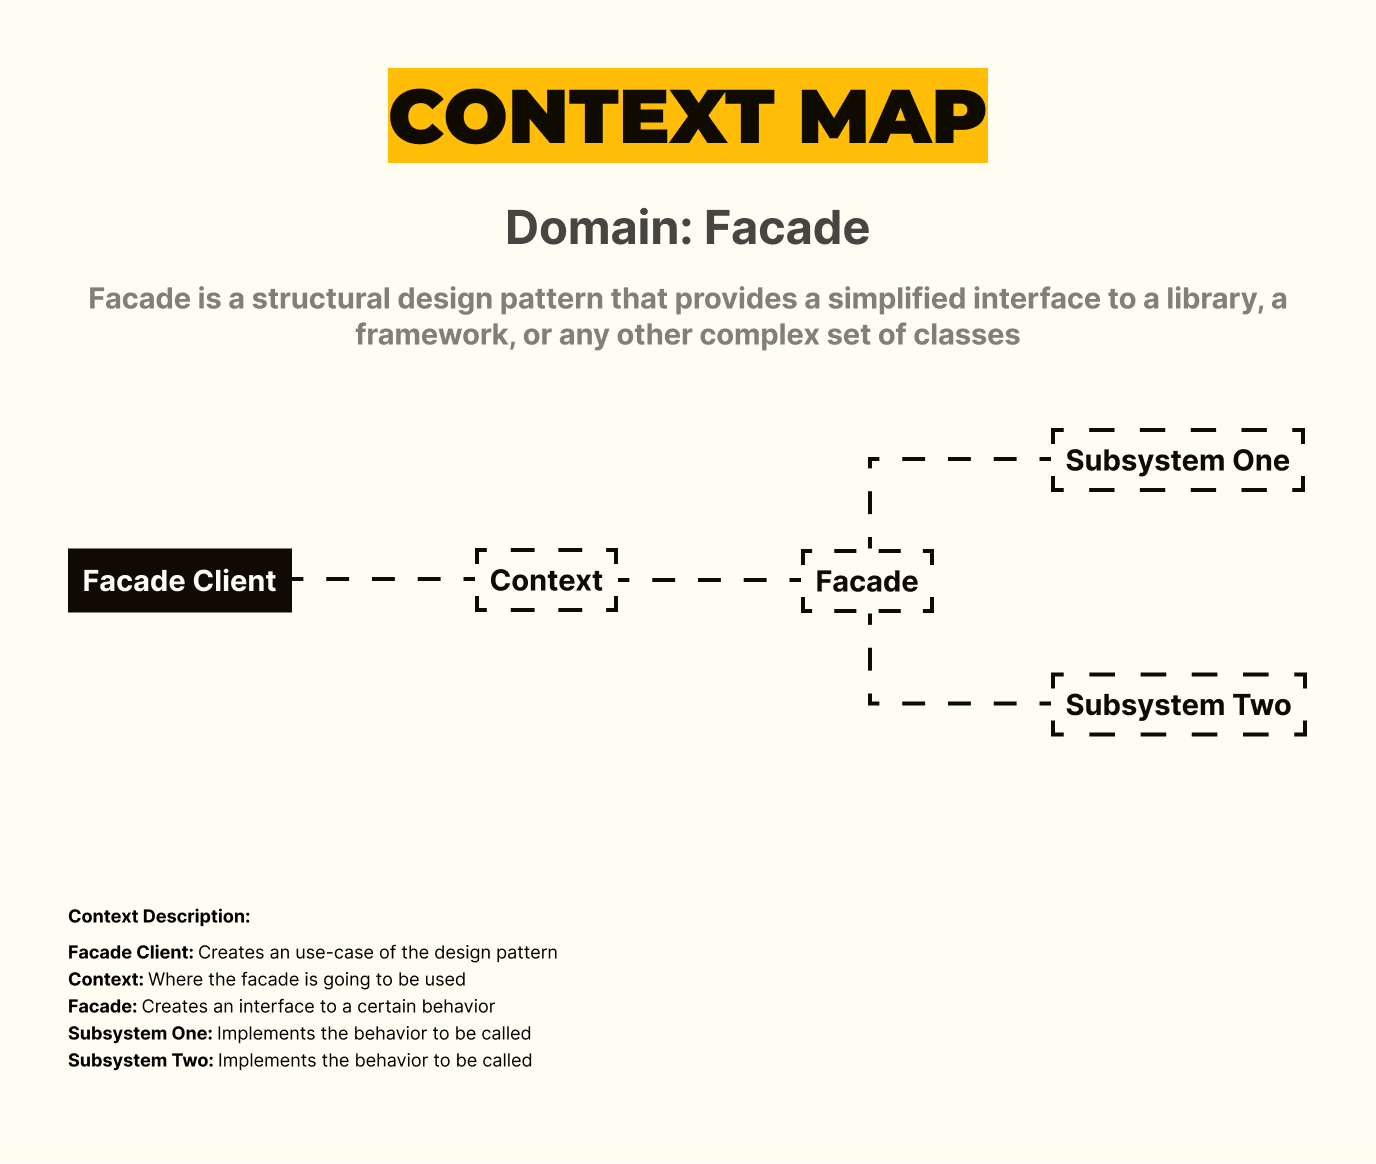 CONTEXT MAP
Domain: Facade
Facade is a structural design pattern that provides a simplified interface to a library, a
framework, or any other complex set of classes
Subsystem One
Facade Client
Context
Facade
Subsystem Two
Context Description:
Facade Client: Creates an use-case of the design pattern
Context: Where the facade is going to be used
Facade: Creates an interface to a certain behavior
Subsystem One: Implements the behavior to be called
Subsystem Two: Implements the behavior to be called